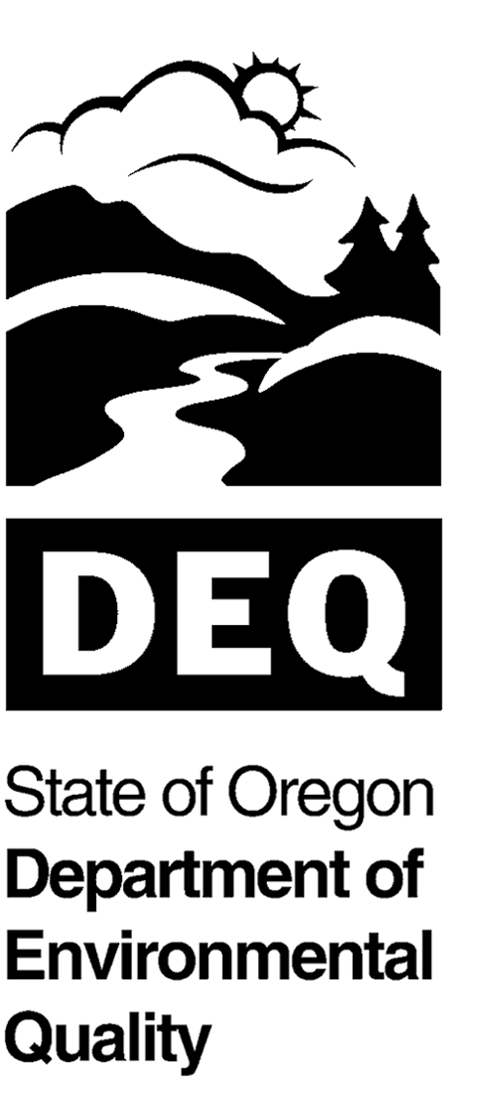 DEQ
State of Oregon
Department of
Environmental
Quality